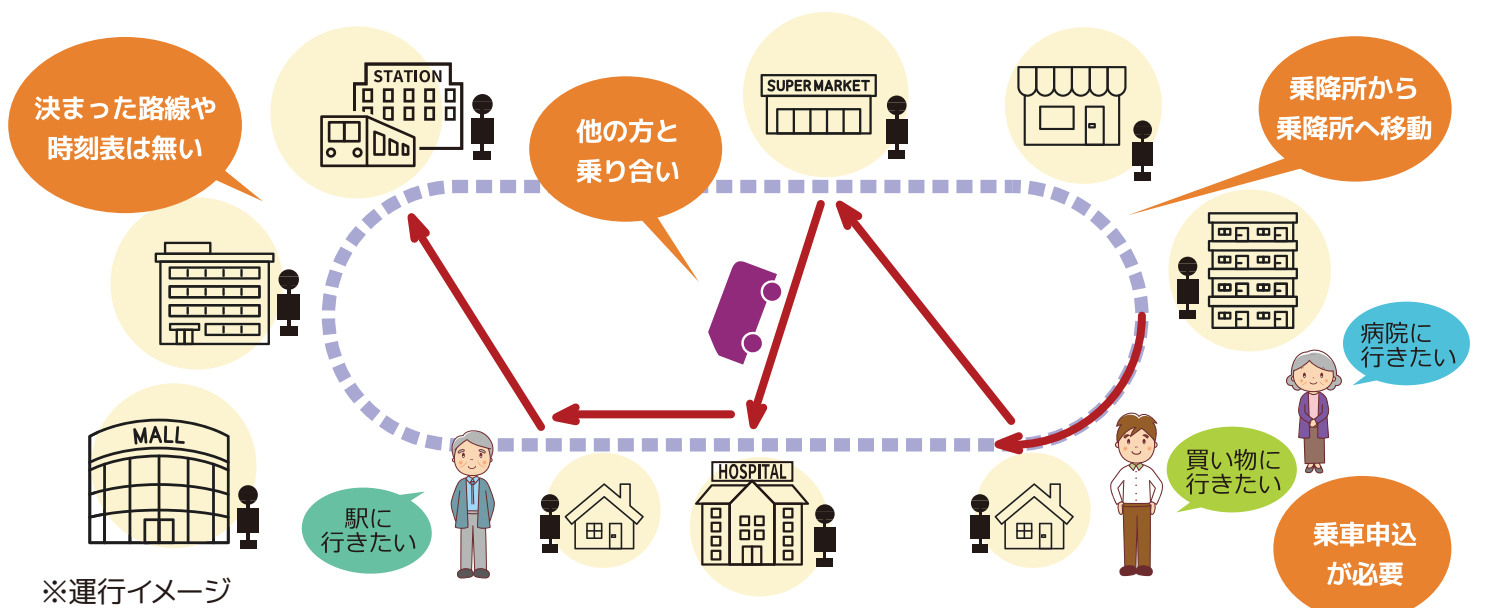 決まった路線や
時刻表は無い
STATION
他の方と
乗り合い
SUPERMARKET
乗降所から
乗降所へ移動
病院に
行きたい
MALL
買い物に
行きたい
HOSPITAL
駅に
行きたい
乗車申込
が必要
※運行イメージ